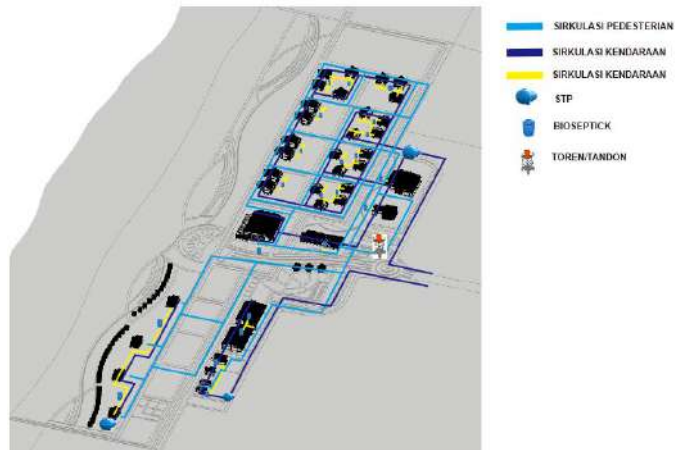 SIRKULASI PEDESTERIAN
SIRKULASI KENDARAAN
SIRKULASI KENDARAAN
STP
BIOSEPTICK
TOREN/TANDON